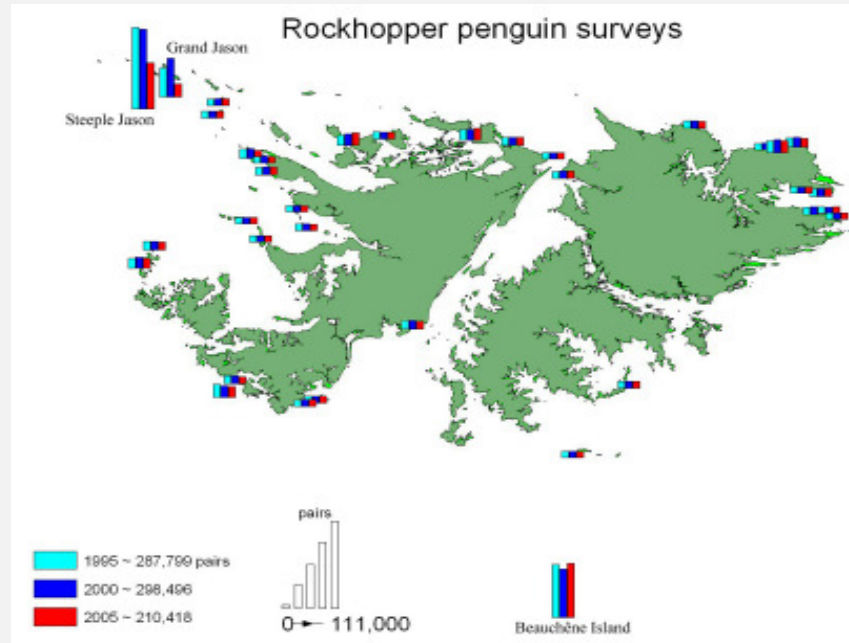 Rockhopper penguin surveys
Grand Jason
Steeple Jason
pairs
1995 ~ 287,799 pairs
2000 ~ 298,496
2005 ~ 210,418
0 ► 111,000
Beauchêne Island